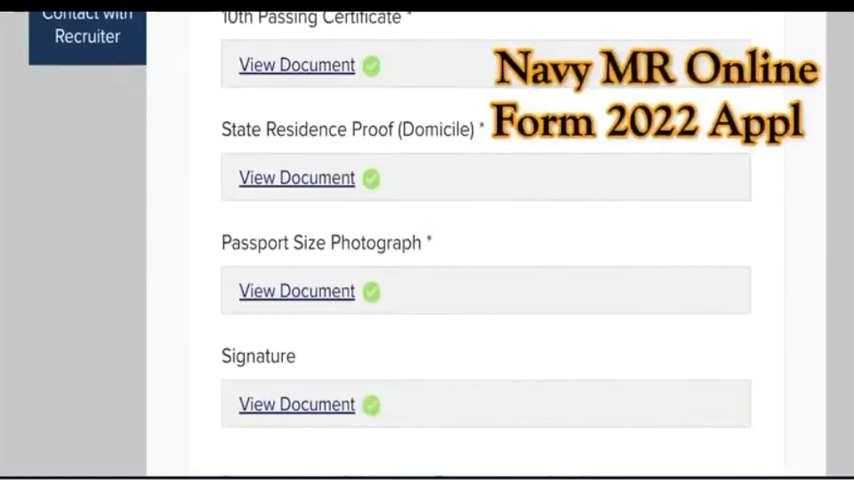 Contact with
Recruiter
10th Passing Certificate *
View Document
Navy MR Online
Form 2022 Appl
State Residence Proof (Domicile) *
View Document
Passport Size Photograph *
View Document
Signature
View Document